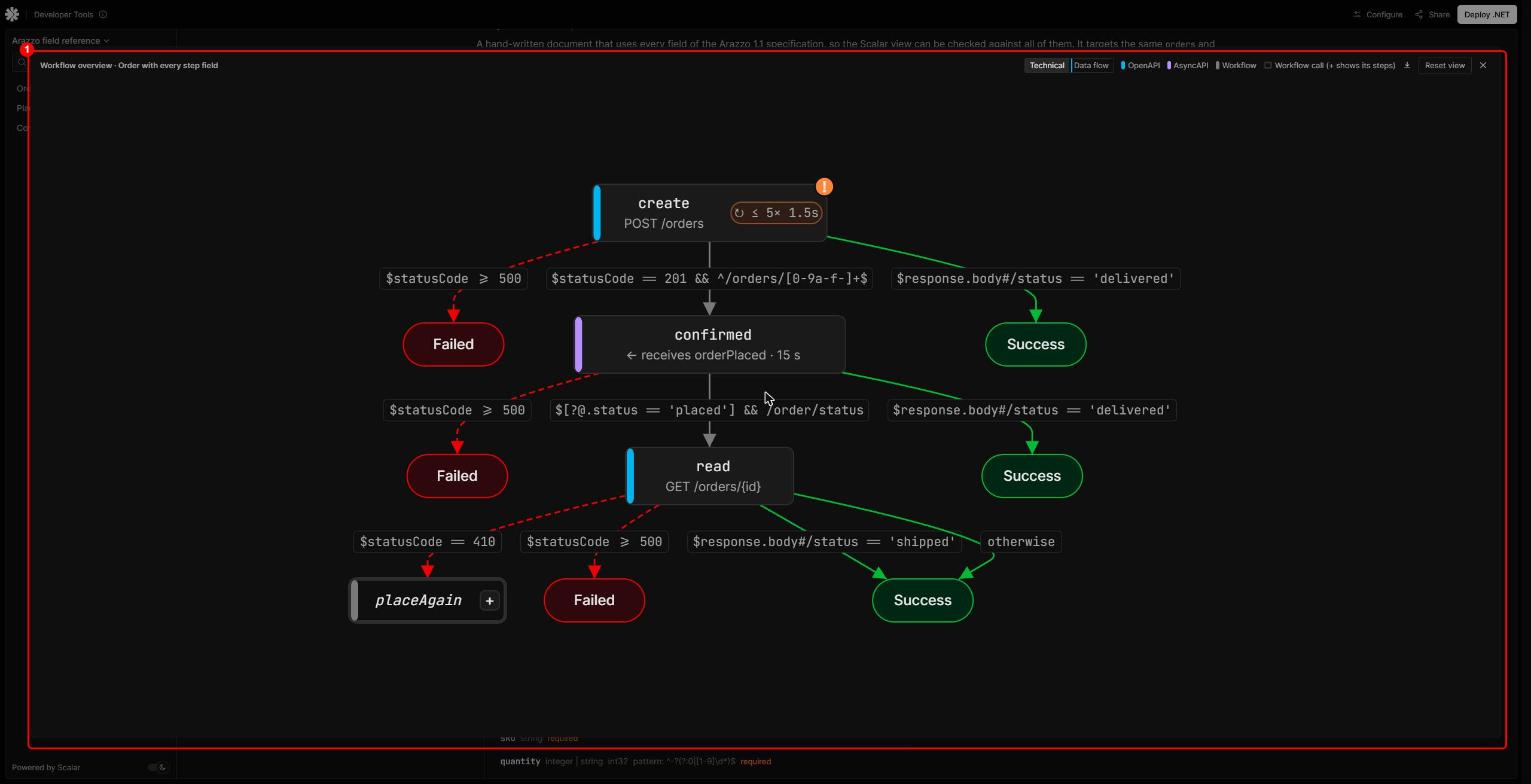 Developer Tools
Configure
Share
Deploy .NET
Arazzo field reference
A hand-written document that uses every field of the Arazzo 1.1 specification, so the Scalar view can be checked against all of them. It targets the same orders and
1
Workflow overview · Order with every step field
Technical
Data flow
OpenAPI
AsyncAPI
Workflow
Workflow call (+ shows its steps)
Reset view
create
POST /orders
↻ ≤ 5× 1.5s
!
$statusCode ≥ 500
$statusCode == 201 && ^/orders/[0-9a-f-]+$
$response.body#/status == 'delivered'
Failed
confirmed
← receives orderPlaced · 15 s
Success
$statusCode ≥ 500
$[?@.status == 'placed'] && /order/status
$response.body#/status == 'delivered'
Failed
read
GET /orders/{id}
Success
$statusCode == 410
$statusCode ≥ 500
$response.body#/status == 'shipped'
otherwise
placeAgain +
Failed
Success
sku string required
quantity integer | string int32 pattern: ^-?(?:0|[1-9]\d*)$ required
Powered by Scalar